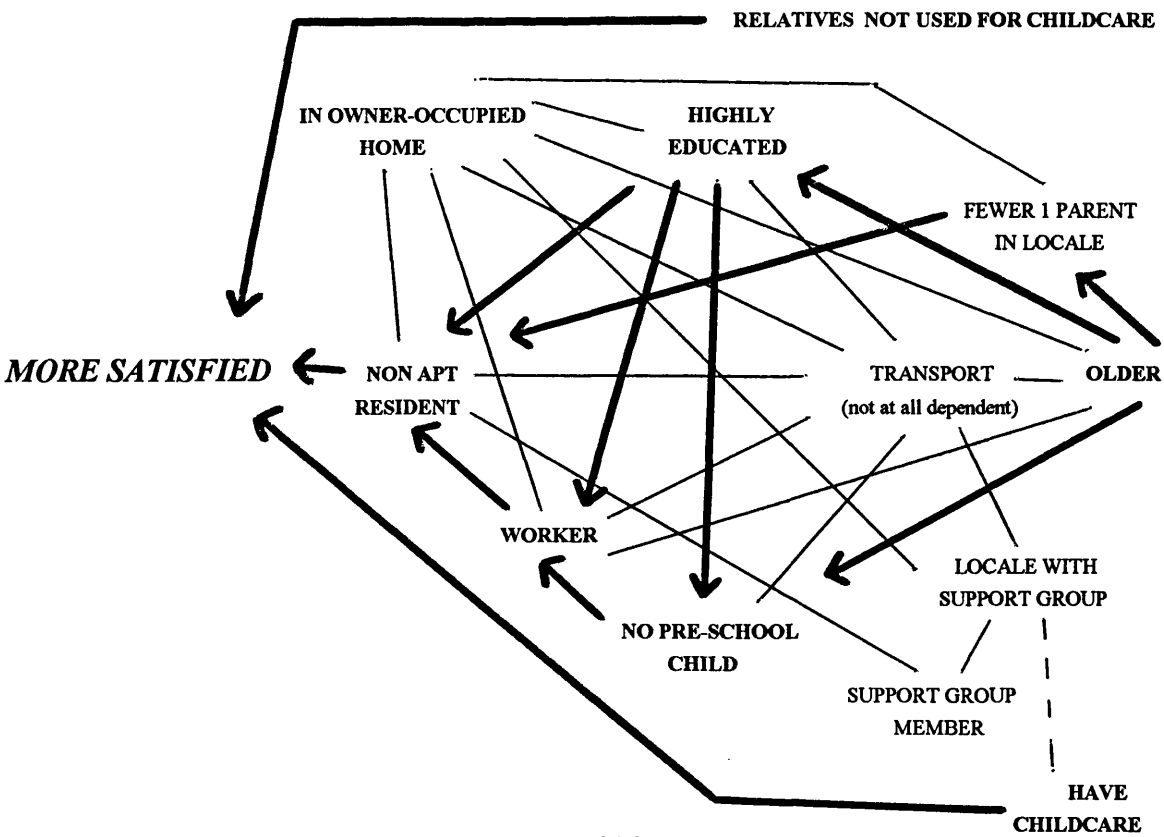 RELATIVES NOT USED FOR CHILDCARE
IN OWNER-OCCUPIED
HOME
HIGHLY
EDUCATED
FEWER 1 PARENT
IN LOCALE
MORE SATISFIED
NON APT
RESIDENT
TRANSPORT
(not at all dependent)
OLDER
WORKER
LOCALE WITH
SUPPORT GROUP
NO PRE-SCHOOL
CHILD
SUPPORT GROUP
MEMBER
HAVE
CHILDCARE